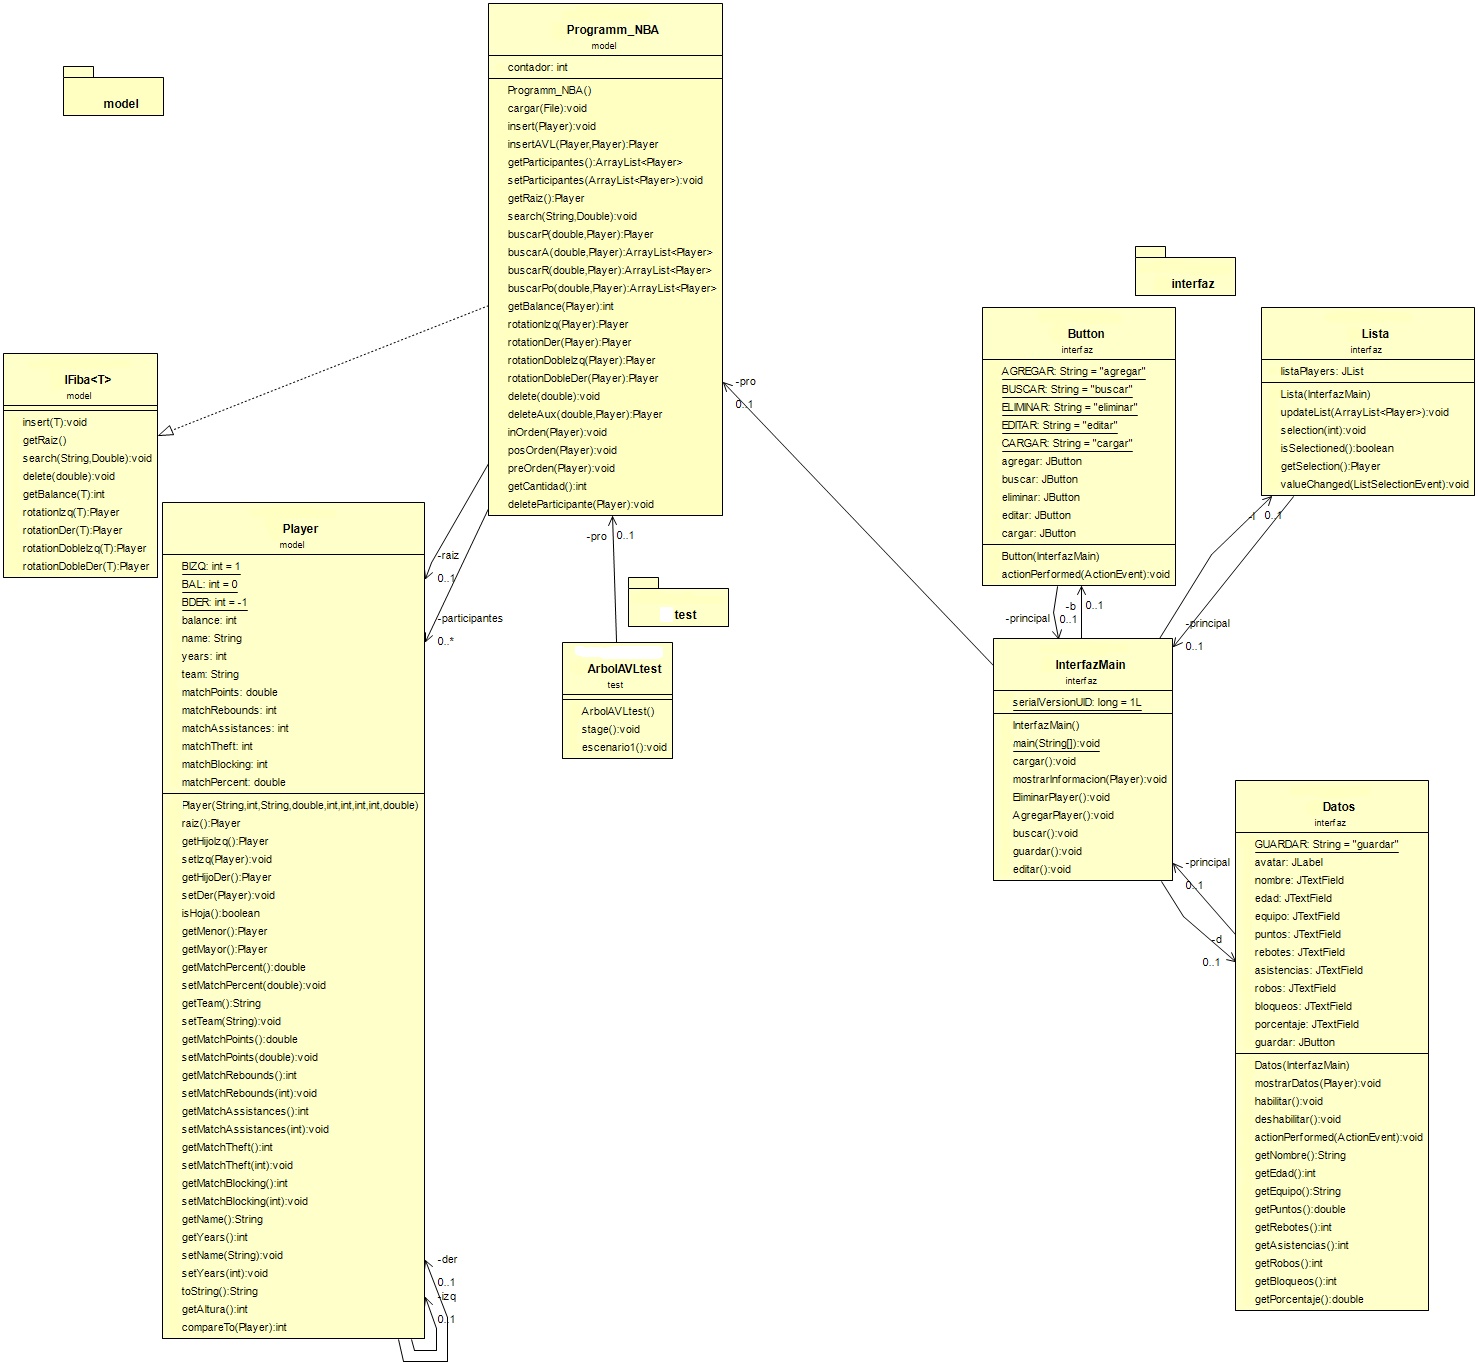 model
Programm_NBA
model
contador: int
Programm_NBA()
cargar(File):void
insert(Player):void
insertAVL(Player,Player):Player
getParticipantes():ArrayList<Player>
setParticipantes(ArrayList<Player>):void
getRaiz():Player
search(String,Double):void
buscarP(double,Player):Player
buscarA(double,Player):ArrayList<Player>
buscarR(double,Player):ArrayList<Player>
buscarPo(double,Player):ArrayList<Player>
getBalance(Player):int
rotationIzq(Player):Player
rotationDer(Player):Player
rotationDobleIzq(Player):Player
rotationDobleDer(Player):Player
delete(double):void
deleteAux(double,Player):Player
inOrden(Player):void
posOrden(Player):void
preOrden(Player):void
getCantidad():int
deleteParticipante(Player):void
IFiba<T>
model
insert(T):void
getRaiz()
search(String,Double):void
delete(double):void
getBalance(T):int
rotationIzq(T):Player
rotationDer(T):Player
rotationDobleIzq(T):Player
rotationDobleDer(T):Player
Player
model
BIZQ: int = 1
BAL: int = 0
BDER: int = -1
balance: int
name: String
years: int
team: String
matchPoints: double
matchRebounds: int
matchAssistances: int
matchTheft: int
matchBlocking: int
matchPercent: double
Player(String,int,String,double,int,int,int,int,double)
raiz():Player
getHijoIzq():Player
setIzq(Player):void
getHijoDer():Player
setDer(Player):void
isHoja():boolean
getMenor():Player
getMayor():Player
getMatchPercent():double
setMatchPercent(double):void
getTeam():String
setTeam(String):void
getMatchPoints():double
setMatchPoints(double):void
getMatchRebounds():int
setMatchRebounds(int):void
getMatchAssistances():int
setMatchAssistances(int):void
getMatchTheft():int
setMatchTheft(int):void
getMatchBlocking():int
setMatchBlocking(int):void
getName():String
getYears():int
setName(String):void
setYears(int):void
toString():String
getAltura():int
compareTo(Player):int
-raiz
0..1
-participantes
0..*
-der
0..1
-izq
0..1
-pro
0..1
test
ArbolAVLtest
test
ArbolAVLtest()
stage():void
escenario1():void
-pro
0..1
interfaz
Button
interfaz
AGREGAR: String = "agregar"
BUSCAR: String = "buscar"
ELIMINAR: String = "eliminar"
EDITAR: String = "editar"
CARGAR: String = "cargar"
agregar: JButton
buscar: JButton
eliminar: JButton
editar: JButton
cargar: JButton
Button(InterfazMain)
actionPerformed(ActionEvent):void
Lista
interfaz
listaPlayers: JList
Lista(InterfazMain)
updateList(ArrayList<Player>):void
selection(int):void
isSelectioned():boolean
getSelection():Player
valueChanged(ListSelectionEvent):void
-l
0..1
-principal
0..1
-b
0..1
-principal
0..1
InterfazMain
interfaz
serialVersionUID: long = 1L
InterfazMain()
main(String[]):void
cargar():void
mostrarInformacion(Player):void
EliminarPlayer():void
AgregarPlayer():void
buscar():void
guardar():void
editar():void
-principal
0..1
-d
0..1
Datos
interfaz
GUARDAR: String = "guardar"
avatar: JLabel
nombre: JTextField
edad: JTextField
equipo: JTextField
puntos: JTextField
rebotes: JTextField
asistencias: JTextField
robos: JTextField
bloqueos: JTextField
porcentaje: JTextField
guardar: JButton
Datos(InterfazMain)
mostrarDatos(Player):void
habilitar():void
deshabilitar():void
actionPerformed(ActionEvent):void
getNombre():String
getEdad():int
getEquipo():String
getPuntos():double
getRebotes():int
getAsistencias():int
getRobos():int
getBloqueos():int
getPorcentaje():double